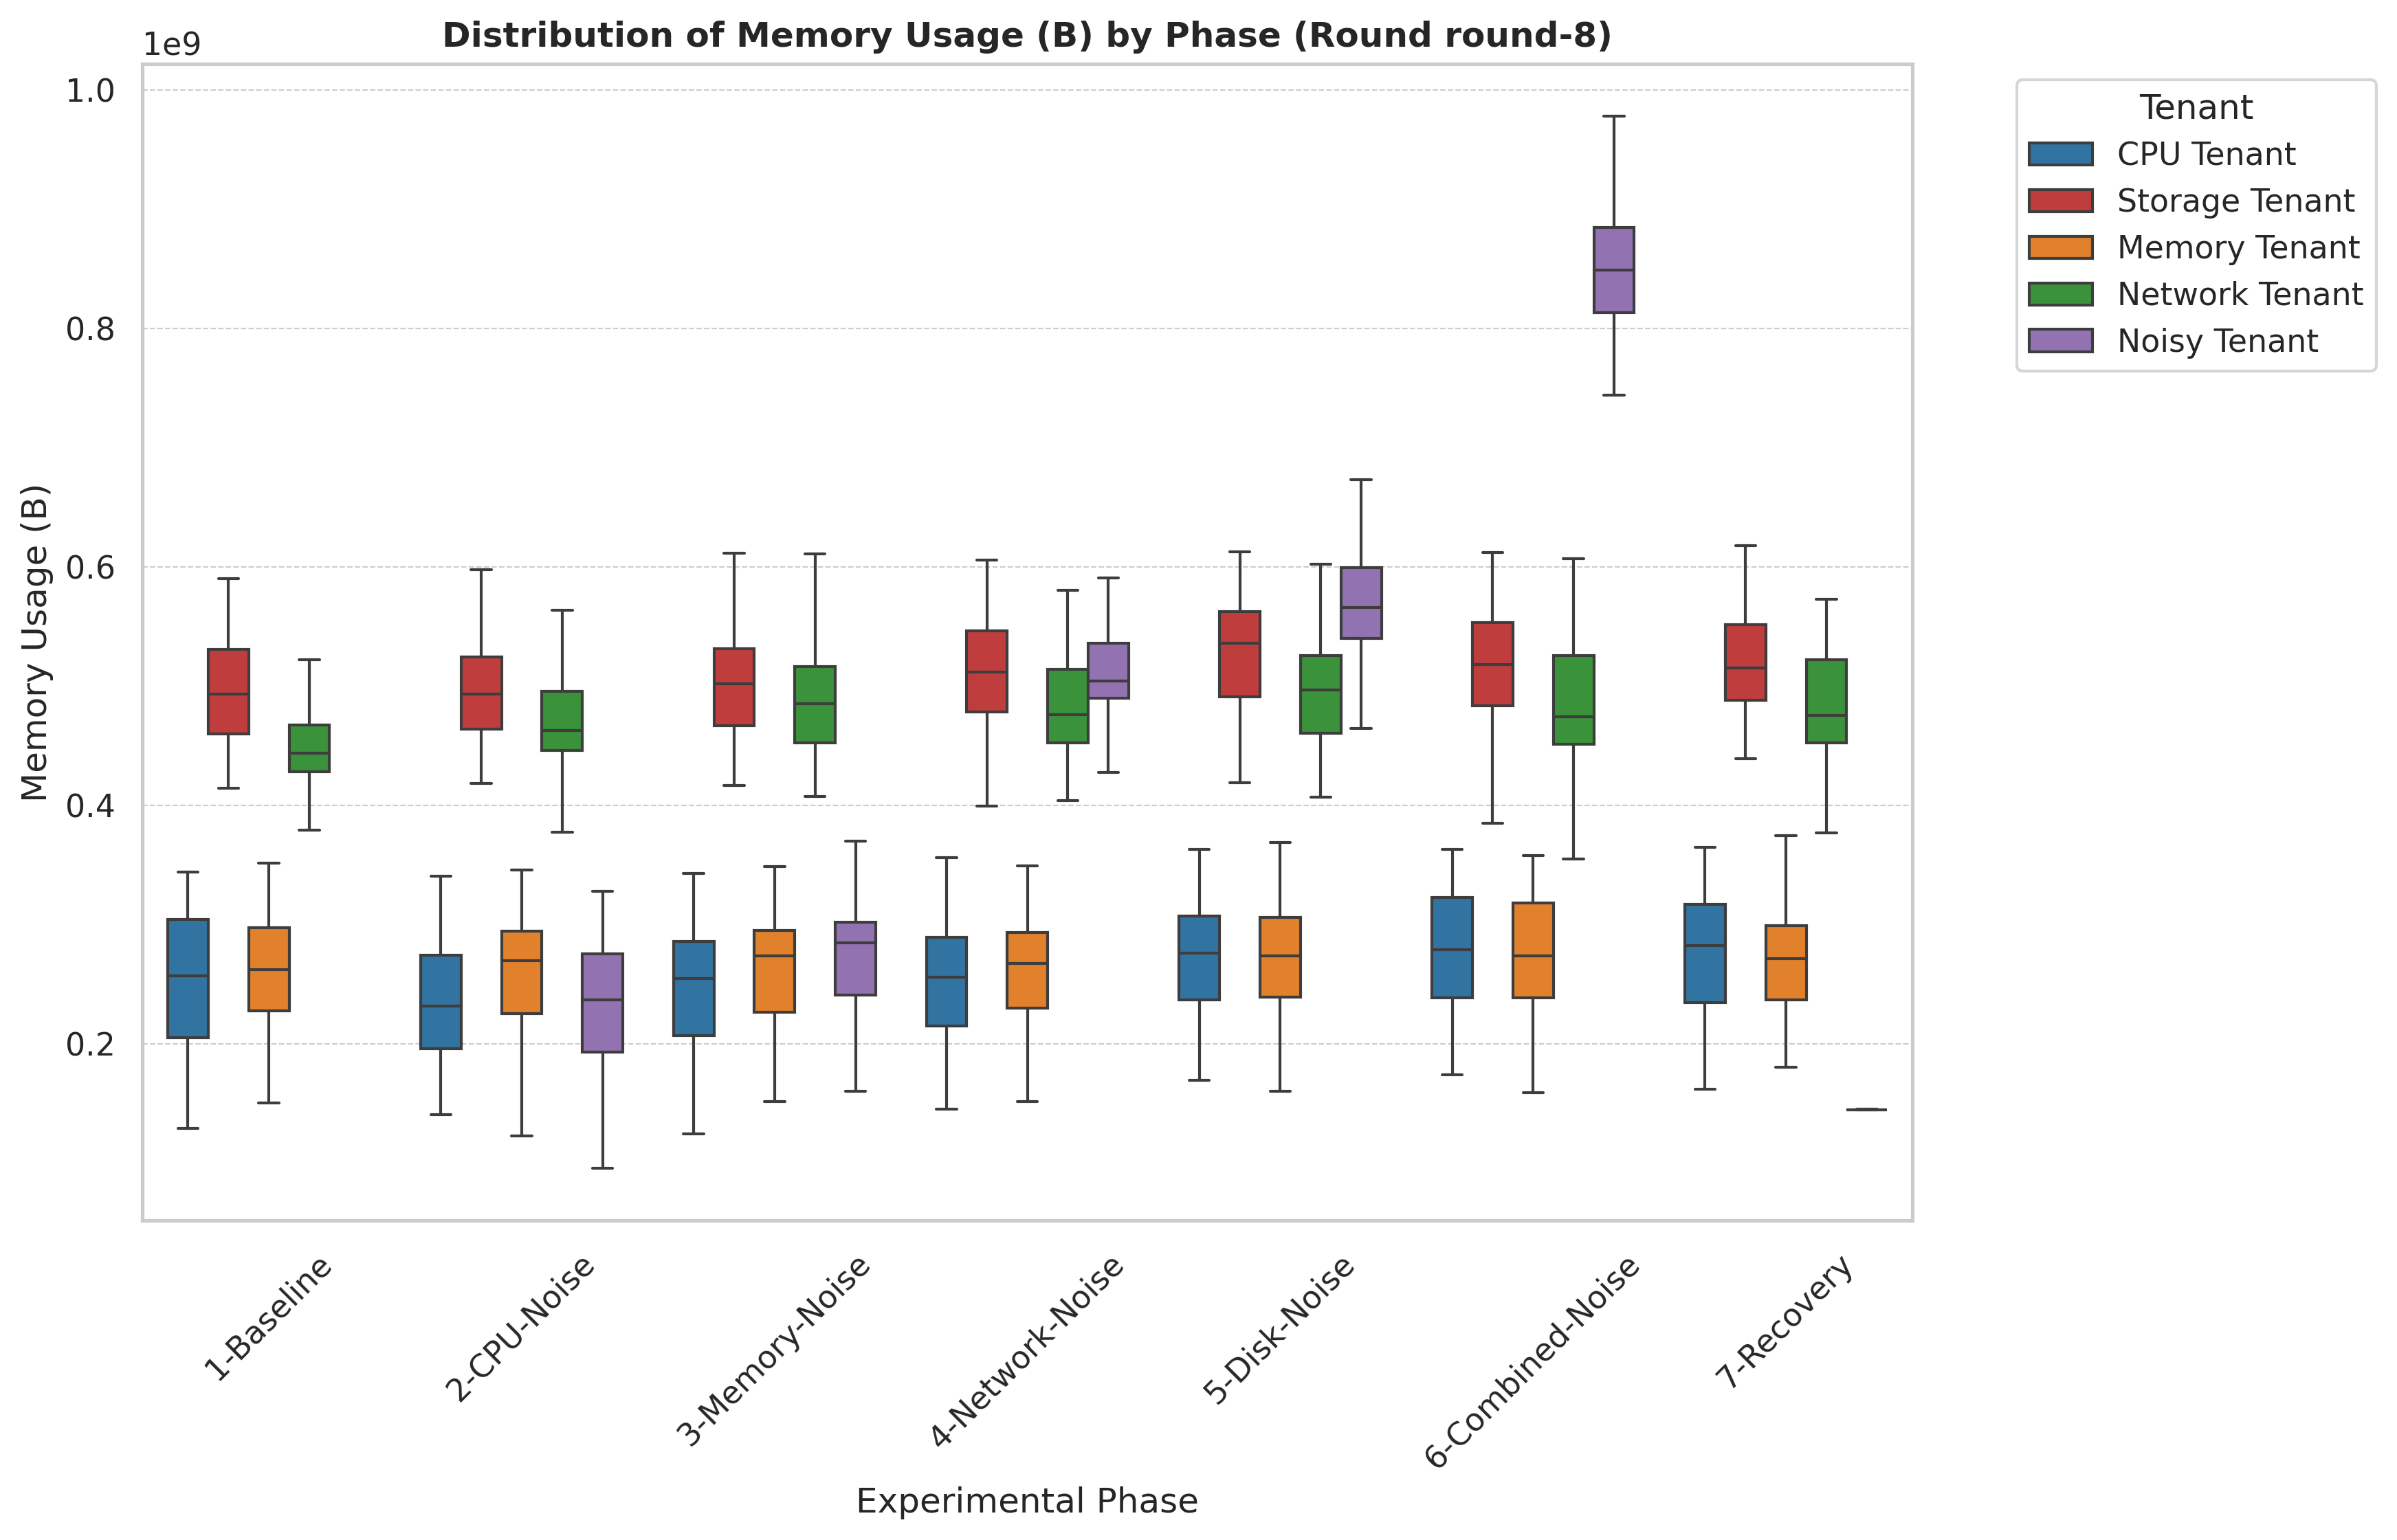 Distribution of Memory Usage (B) by Phase (Round round-8)
1e9
1.0
0.8
0.6
0.4
0.2
Memory Usage (B)
1-Baseline
2-CPU-Noise
3-Memory-Noise
4-Network-Noise
5-Disk-Noise
6-Combined-Noise
7-Recovery
Experimental Phase
Tenant
CPU Tenant
Storage Tenant
Memory Tenant
Network Tenant
Noisy Tenant